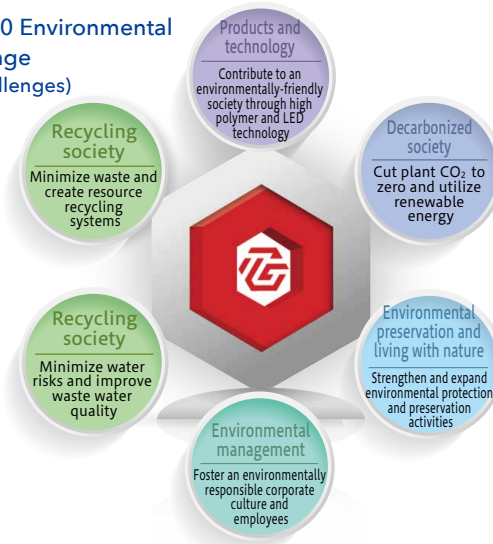 0 Environmental
nge
llenges)
Products and
technology
Contribute to an
environmentally-friendly
society through high
polymer and LED
technology
Recycling
society
Minimize waste and
create resource
recycling
systems
Decarbonized
society
Cut plant CO₂ to
zero and utilize
renewable
energy
TG
Recycling
society
Minimize water
risks and improve
waste water
quality
Environmental
preservation and
living with nature
Strengthen and expand
environmental protection
and preservation
activities
Environmental
management
Foster an environmentally
responsible corporate
culture and
employees